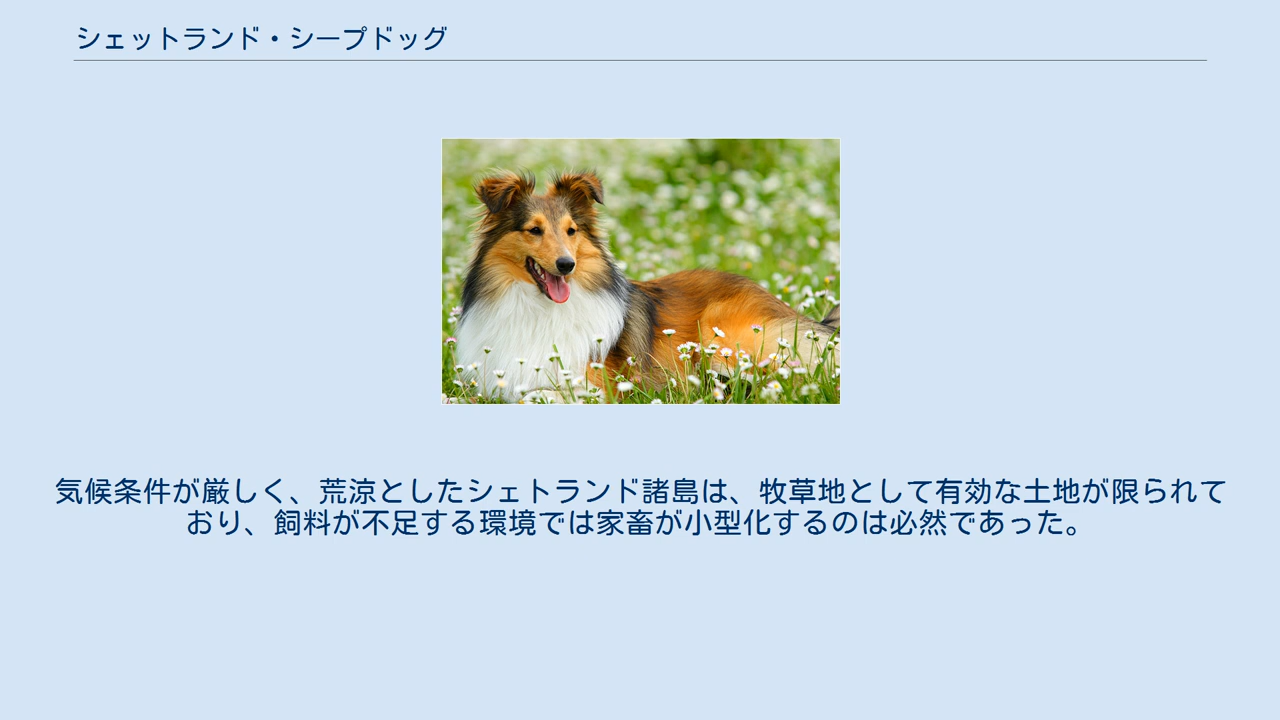 シェットランド・シープドッグ
気候条件が厳しく、荒涼としたシェトランド諸島は、牧草地として有効な土地が限られて
おり、飼料が不足する環境では家畜が小型化するのは必然であった。